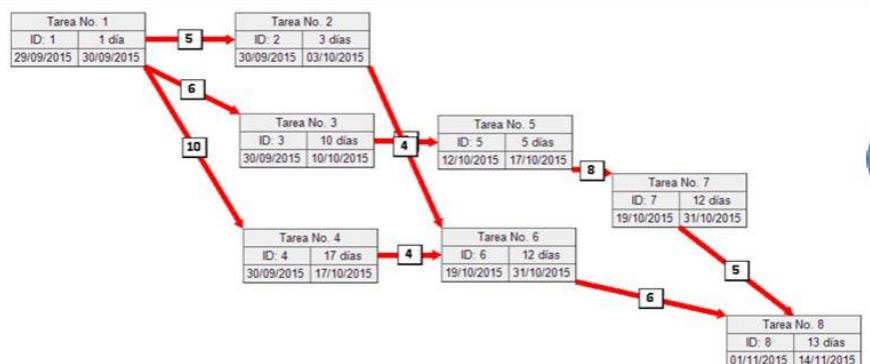 Tarea No. 1
ID: 1 1 día
29/09/2015 30/09/2015
5
Tarea No. 2
ID: 2 3 días
30/09/2015 03/10/2015
6
10
Tarea No. 3
ID: 3 10 días
30/09/2015 10/10/2015
4
Tarea No. 5
ID: 5 5 días
12/10/2015 17/10/2015
8
Tarea No. 7
ID: 7 12 días
19/10/2015 31/10/2015
Tarea No. 4
ID: 4 17 días
30/09/2015 17/10/2015
4
Tarea No. 6
ID: 6 12 días
19/10/2015 31/10/2015
5
6
Tarea No. 8
ID: 8 13 días
01/11/2015 14/11/2015